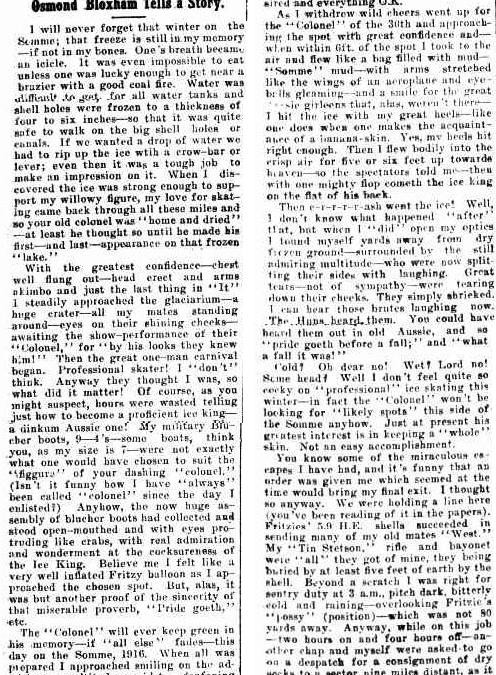 Osmond Bloxham Tells a Story.
I will never forget that winter on the
Somme; that freeze is still in my memory
—if not in my bones. One's breath became
an icicle. It was even impossible to eat
unless one was lucky enough to get near a
brazier with a good coal fire. Water was
difficult to get for all water tanks and
shell holes were frozen to a thickness of
four to six inches—so that it was quite
safe to walk on the big shell holes or
canals. If we wanted a drop of water we
had to rip up the ice wtih a crow-bar or
lever; even then it was a tough job to
make an impression on it. When I dis-
covered the ice was strong enough to sup-
port my willowy figure, my love for skat-
ing came back through all these miles and
so your old colonel was "home and dried"
—at least he thought so until he made his
first—and last—appearance on that frozen
"lake."
With the greatest confidence—chest
well flung out—head erect and arms
akimbo and just the last thing in "It"
I steadily approached the glaciarium—a
huge crater—all my mates standing
around—eyes on their shining cheeks—
awaiting the show-performance of their
"Colonel," for "by his looks they knew
him!" Then the great one-man carnival
began. Professional skater! I "don't"
think. Anyway they thought I was, so
what did it matter! Of course, as you
might suspect, hours were wasted telling
just how to become a proficient ice king—
a dinkum Aussie one! My military Blu-
cher boots, 9—4's—some boots, think
you, as my size is 7—were not exactly
what one would have chosen to suit the
"figgure" of your dashing "colonel."
(Isn't it funny how I have "always"
been called "colonel" since the day I
enlisted?) Anyhow, the now huge as-
sembly of blucher boots had collected and
stood open-mouthed and with eyes pro-
truding like crabs, with real admiration
and wonderment at the cocksureness of
the Ice King. Believe me I felt like a
very well inflated Fritzy balloon as I ap-
proached the chosen spot. But, alas, it
was but another proof of the sincerity of
that miserable proverb, "Pride goeth,"
etc.
The "Colonel" will ever keep green in
his memory—if "all else" fades—this
day on the Somme, 1916. When all was
prepared I approached smiling on the ad-
sired and everything O.K.
As I withdrew wild cheers went up for
the "Colonel" of the 30th and approach-
ing the spot with great confidence and—
when within 6ft. of the spot I took to the
air and flew like a bag filled with mud—
"Somme" mud—with arms stretched
like the wings of an aeroplane and eye-
balls gleaming—and a smile for the great
girleens that, alas, weren't there—
I hit the ice with my great heels—like
one does when one makes the acquaint-
ance of a banana-skin. Yes, my heels hit
right enough. Then I flew bodily into the
crisp air for five or six feet up towards
heaven—so the spectators told me—then
with one mighty flop cometh the ice king
on the flat of his back.
Then c-r-r-r-r-ash went the ice! Well,
I don't know what happened "after"
that, but when I "did" open my optics
I found myself yards away from dry
frozen ground—surrounded by the still
admiring multitude—who were now split-
ting their sides with laughing. Great
tears—not of sympathy—were tearing
down their cheeks. They simply shrieked.
I can hear those brutes laughing now.
The Huns heard them. You could have
heard them out in old Aussie, and so
"pride goeth before a fall;" and "what
a fall it was!"
Cold? Oh dear no! Wet? Lord no!
Some head? Well I don't feel quite so
cocky on "professional" ice skating this
winter—in fact the "Colonel" won't be
looking for "likely spots" this side of
the Somme anyhow. Just at present his
greatest interest is in keeping a "whole"
skin. Not an easy accomplishment.
You know some of the miraculous es-
capes I have had, and it's funny that an
order was given me which seemed at the
time would bring my final exit. I thought
so anyway. We were holding a line here
(you've been reading of it in the papers).
Fritzies' 5.9 H.E. shells succeeded in
sending many of my old mates "West."
My "Tin Stetson," rifle and bayonet
were "all" they got of mine, they being
buried by at least five feet of earth by the
shell. Beyond a scratch I was right for
sentry duty at 3 a.m., pitch dark, bitterly
cold and raining—overlooking Fritzie's
"possy" (position)—which was not 80
yards away. Anyway, while on this job
—two hours on and four hours off—an-
other chap and myself were asked to go
on a despatch for a consignment of dry
socks to a sector nine miles distant, as it